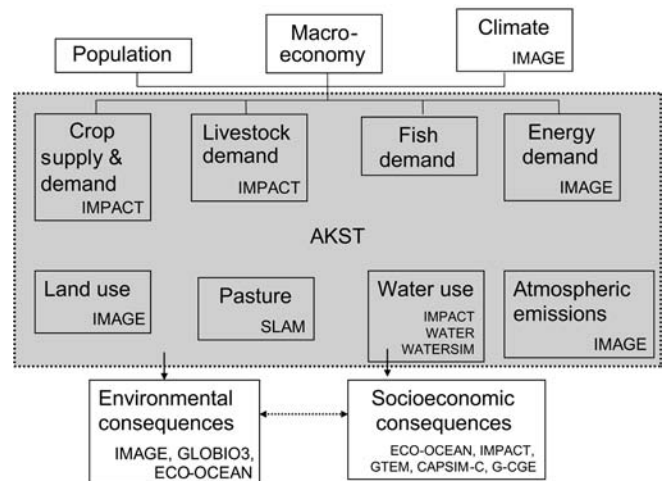 Population
Macro-
economy
Climate
IMAGE
Crop
supply &
demand
IMPACT
Livestock
demand
IMPACT
Fish
demand
Energy
demand
IMAGE
AKST
Land use
IMAGE
Pasture
SLAM
Water use
IMPACT
WATER
WATERSIM
Atmospheric
emissions
IMAGE
Environmental
consequences
IMAGE, GLOBIO3,
ECO-OCEAN
Socioeconomic
consequences
ECO-OCEAN, IMPACT,
GTEM, CAPSIM-C, G-CGE